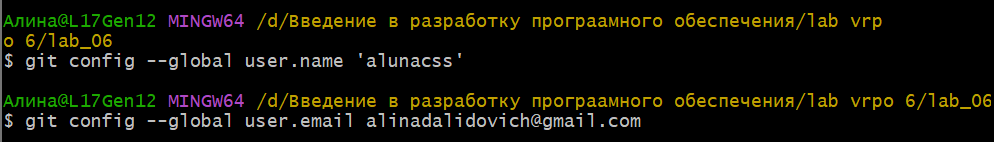 Алина@L17Gen12 MINGW64 /d/Введение в разработку програамного обеспечения/lab vrp
o 6/lab_06
$ git config --global user.name 'alunacss'
Алина@L17Gen12 MINGW64 /d/Введение в разработку програамного обеспечения/lab vrpo 6/lab_06
$ git config --global user.email alinadalidovich@gmail.com